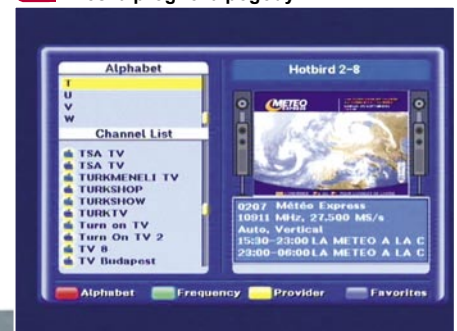 Alphabet
T
U
V
W
Channel List
TSA TV
TSA TV
TURKMENELI TV
TURKSHOP
TURKSHOW
TURKTV
Turn on TV
Turn On TV 2
TV 8
TV Budapest
Hotbird 2-8
METEO
EXPRESS
0207 Météo Express
10911 MHz, 27.500 MS/s
Auto, Vertical
15:30-23:00 LA METEO A LA C
23:00-06:00 LA METEO A LA C
Alphabet Frequency Provider Favorites